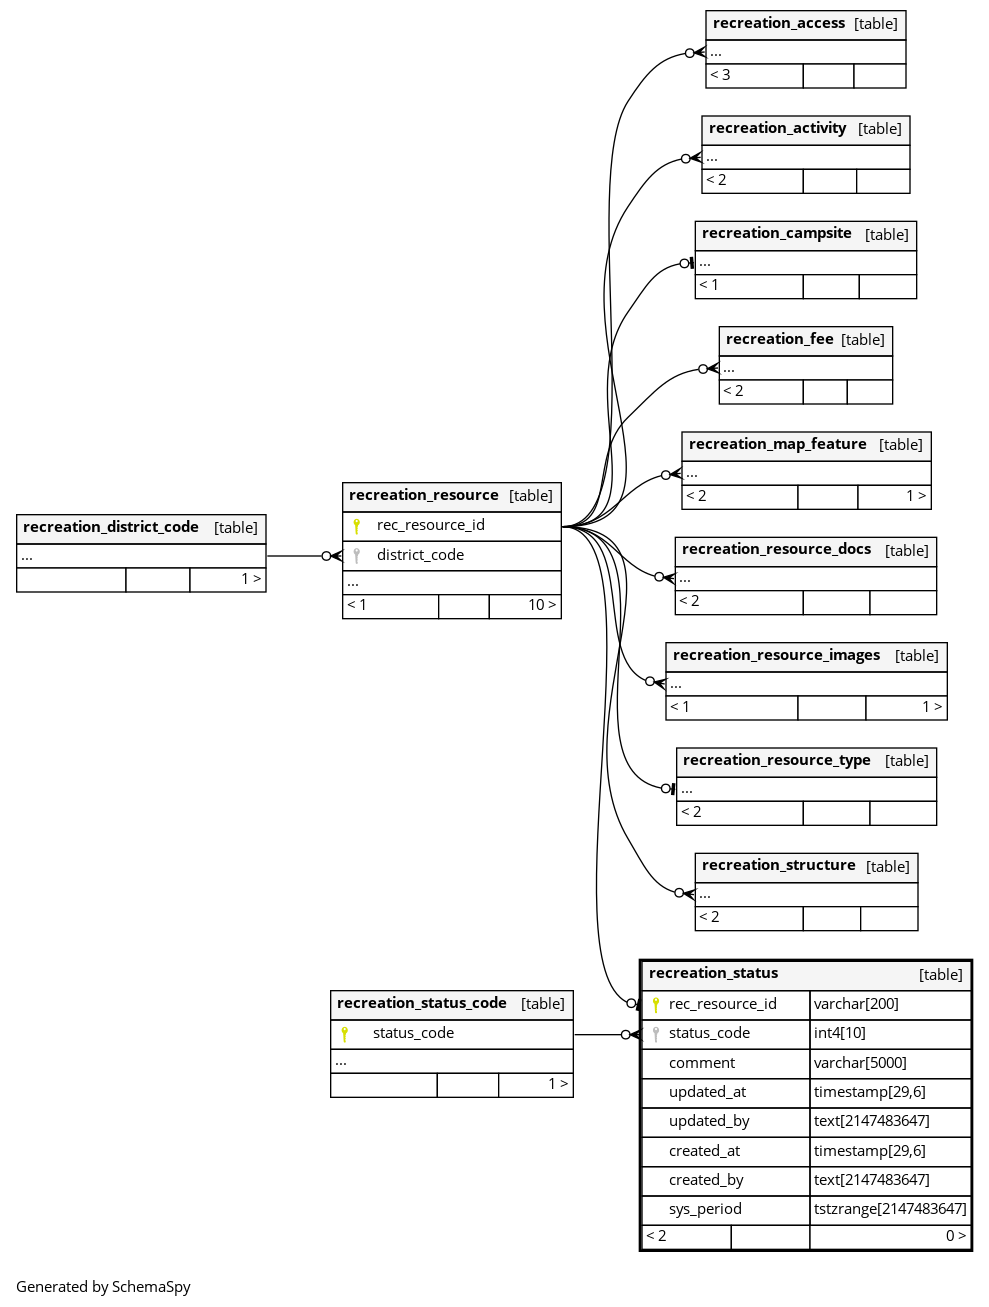 recreation_access [table]
...
< 3
recreation_activity [table]
...
< 2
recreation_campsite [table]
...
< 1
recreation_fee [table]
...
< 2
recreation_map_feature [table]
...
< 2 1 >
recreation_resource [table]
rec_resource_id
district_code
...
< 1 10 >
recreation_district_code [table]
...
1 >
recreation_resource_docs [table]
...
< 2
recreation_resource_images [table]
...
< 1 1 >
recreation_resource_type [table]
...
< 2
recreation_structure [table]
...
< 2
recreation_status_code [table]
status_code
...
1 >
recreation_status [table]
rec_resource_id varchar[200]
status_code int4[10]
comment varchar[5000]
updated_at timestamp[29,6]
updated_by text[2147483647]
created_at timestamp[29,6]
created_by text[2147483647]
sys_period tstzrange[2147483647]
< 2 0 >
Generated by SchemaSpy